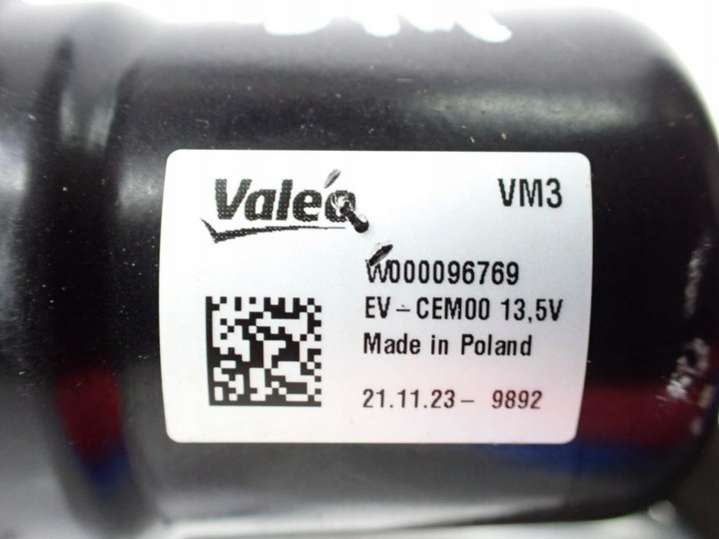 Valeo VM3
W000096769
EV-CEM00 13,5V
Made in Poland
21.11.23- 9892